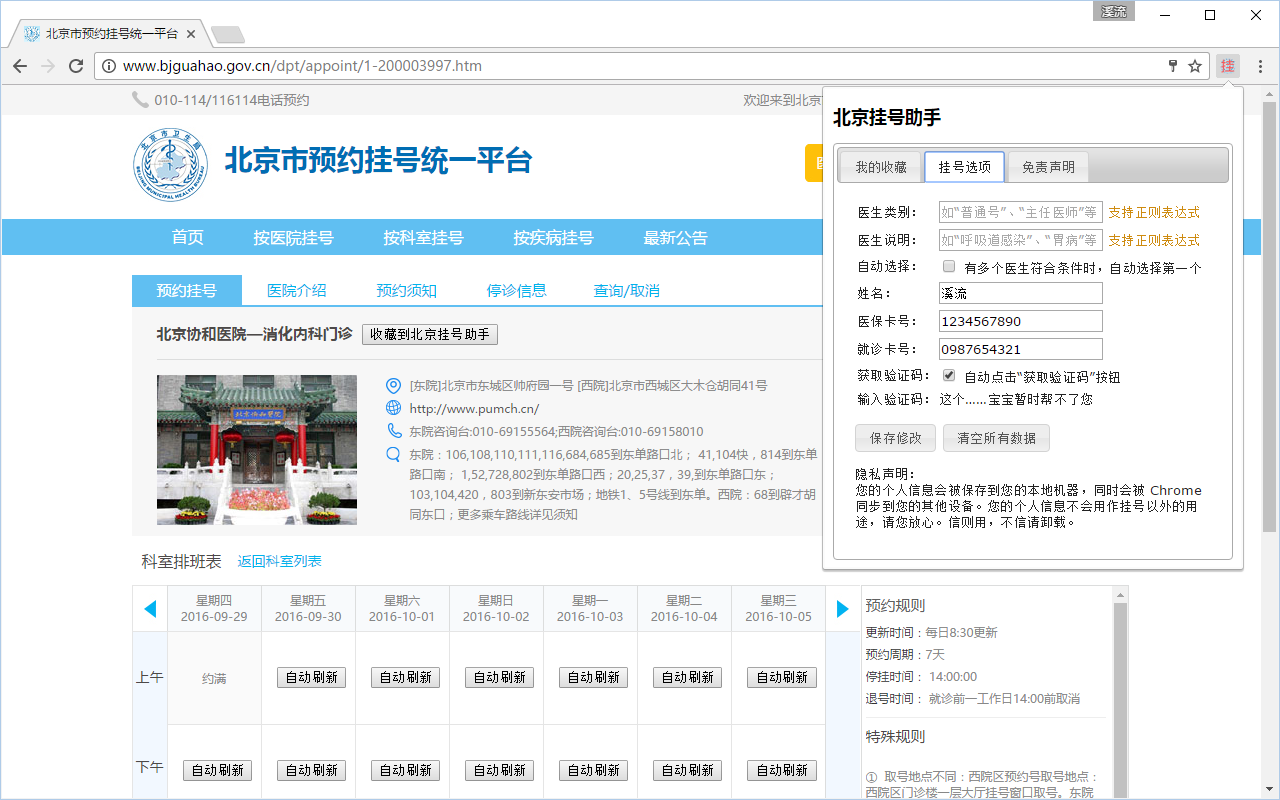 溪流
北京市预约挂号统一平台
www.bjguahao.gov.cn/dpt/appoint/1-200003997.htm
挂
010-114/116114电话预约
欢迎来到北京
北京市预约挂号统一平台
首页
按医院挂号
按科室挂号
按疾病挂号
最新公告
预约挂号
医院介绍
预约须知
停诊信息
查询/取消
北京协和医院—消化内科门诊
收藏到北京挂号助手
北京协和医院
[东院]北京市东城区帅府园一号 [西院]北京市西城区大木仓胡同41号
http://www.pumch.cn/
东院咨询台:010-69155564;西院咨询台:010-69158010
东院：106,108,110,111,116,684,685到东单路口北； 41,104快，814到东单
路口南； 1,52,728,802到东单路口西；20,25,37，39,到东单路口东；
103,104,420，803到新东安市场；地铁1、5号线到东单。西院：68到辟才胡
同东口；更多乘车路线详见须知
北京挂号助手
我的收藏
挂号选项
免责声明
医生类别：
如“普通号”、“主任医师”等
支持正则表达式
医生说明：
如“呼吸道感染”、“胃病”等
支持正则表达式
自动选择：
有多个医生符合条件时，自动选择第一个
姓名：
溪流
医保卡号：
1234567890
就诊卡号：
0987654321
获取验证码：
自动点击“获取验证码”按钮
输入验证码：
这个……宝宝暂时帮不了您
保存修改
清空所有数据
隐私声明：
您的个人信息会被保存到您的本地机器，同时会被 Chrome
同步到您的其他设备。您的个人信息不会用作挂号以外的用
途，请您放心。信则用，不信请卸载。
科室排班表
返回科室列表
星期四
2016-09-29
星期五
2016-09-30
星期六
2016-10-01
星期日
2016-10-02
星期一
2016-10-03
星期二
2016-10-04
星期三
2016-10-05
上午
约满
自动刷新
自动刷新
自动刷新
自动刷新
自动刷新
自动刷新
下午
自动刷新
自动刷新
自动刷新
自动刷新
自动刷新
自动刷新
自动刷新
预约规则
更新时间：每日8:30更新
预约周期：7天
停挂时间： 14:00:00
退号时间： 就诊前一工作日14:00前取消
特殊规则
① 取号地点不同：西院区预约号取号地点：
西院区门诊楼一层大厅挂号窗口取号。东院